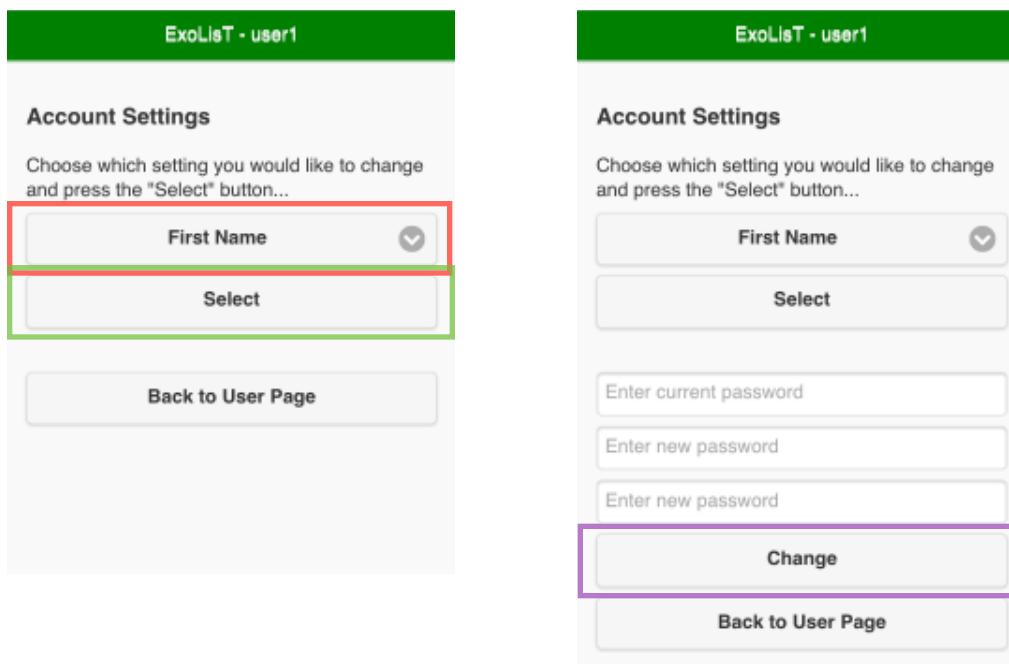 ExoLisT - user1
Account Settings
Choose which setting you would like to change
and press the "Select" button...
First Name
Select
Back to User Page
ExoLisT - user1
Account Settings
Choose which setting you would like to change
and press the "Select" button...
First Name
Select
Enter current password
Enter new password
Enter new password
Change
Back to User Page